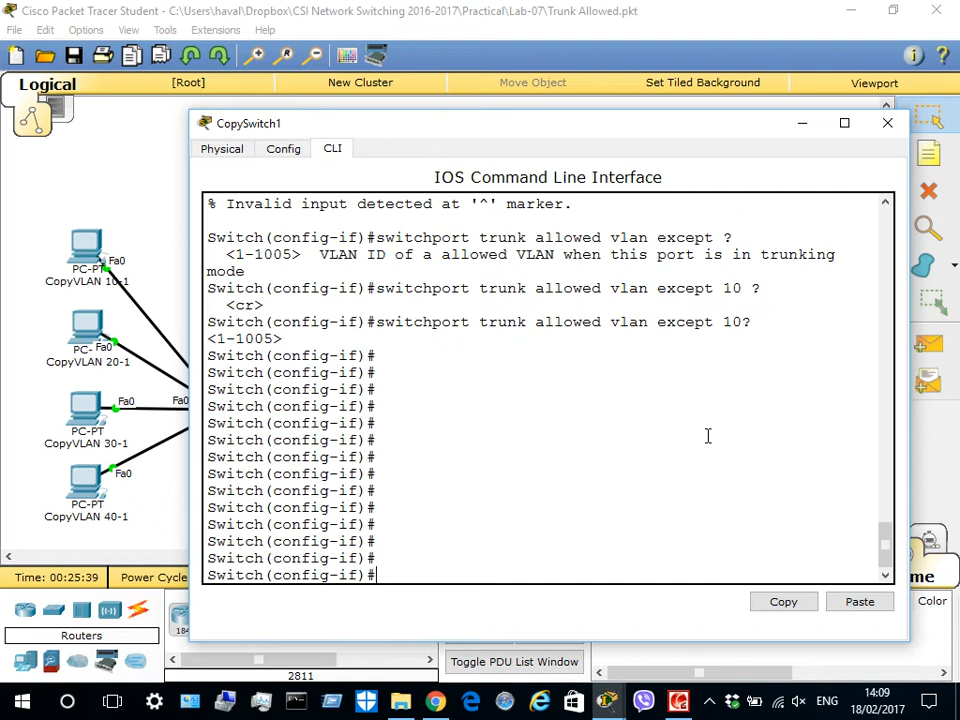 Cisco Packet Tracer Student - C:\Users\haval\Dropbox\CSI Network Switching 2016-2017\Practical\Lab-07\Trunk Allowed.pkt
File Edit Options View Tools Extensions Help
Logical [Root] New Cluster Move Object Set Tiled Background Viewport
CopySwitch1
Physical Config CLI
IOS Command Line Interface
% Invalid input detected at '^' marker.
Switch(config-if)#switchport trunk allowed vlan except ?
<1-1005> VLAN ID of a allowed VLAN when this port is in trunking
mode
Switch(config-if)#switchport trunk allowed vlan except 10 ?
<cr>
Switch(config-if)#switchport trunk allowed vlan except 10?
<1-1005>
Switch(config-if)#
Switch(config-if)#
Switch(config-if)#
Switch(config-if)#
Switch(config-if)#
Switch(config-if)#
Switch(config-if)#
Switch(config-if)#
Switch(config-if)#
Switch(config-if)#
Switch(config-if)#
Switch(config-if)#
Switch(config-if)#
Switch(config-if)#
Copy Paste
Fa0
PC-PT
CopyVLAN 10-1
Fa0
PC-
CopyVLAN 20-1
Fa0
Fa0
PC-PT
CopyVLAN 30-1
Fa0
PC-PT
CopyVLAN 40-1
Time: 00:25:39 Power Cycle
me
Color
Routers
184
2811
Toggle PDU List Window
ENG
14:09
18/02/2017